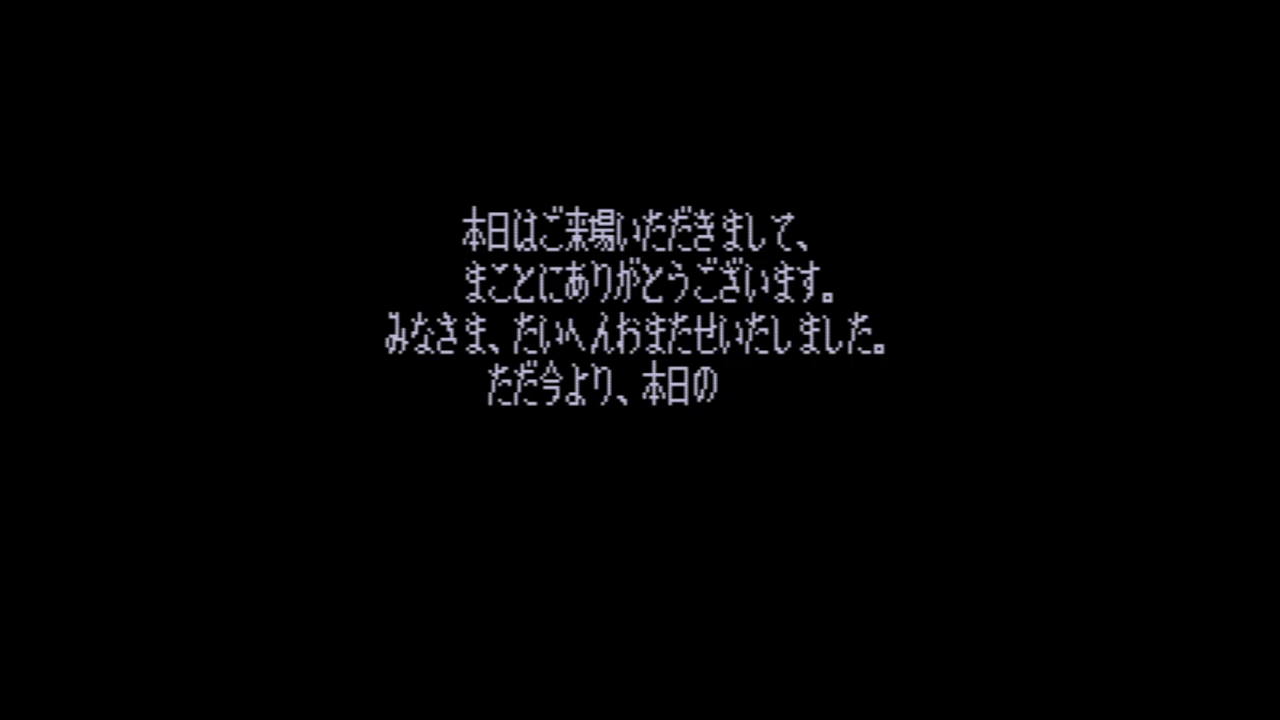 本日はご来場いただきまして、
まことにありがとうございます。
みなさま、たいへんおまたせいたしました。
ただ今より、本日の